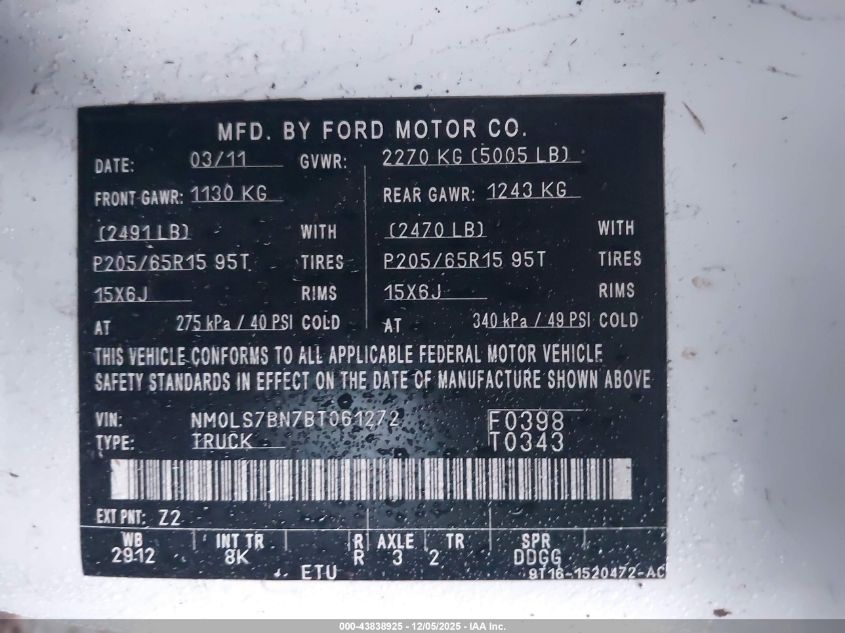 MFD. BY FORD MOTOR CO.
DATE: 03/11 GVWR: 2270 KG (5005 LB)
FRONT GAWR: 1130 KG REAR GAWR: 1243 KG
(2491 LB) WITH (2470 LB) WITH
P205/65R15 95T TIRES P205/65R15 95T TIRES
15X6J RIMS 15X6J RIMS
AT 275 kPa / 40 PSI COLD AT 340 kPa / 49 PSI COLD
THIS VEHICLE CONFORMS TO ALL APPLICABLE FEDERAL MOTOR VEHICLE
SAFETY STANDARDS IN EFFECT ON THE DATE OF MANUFACTURE SHOWN ABOVE
VIN: NM0LS7BN7BT061272 F0398
TYPE: TRUCK T0343
EXT PNT: Z2
WB INT TR R AXLE TR SPR
2912 8K R 3 2 DDGG
ETU 9T16-1520472-AC
000-43838925 - 12/05/2025 - IAA Inc.